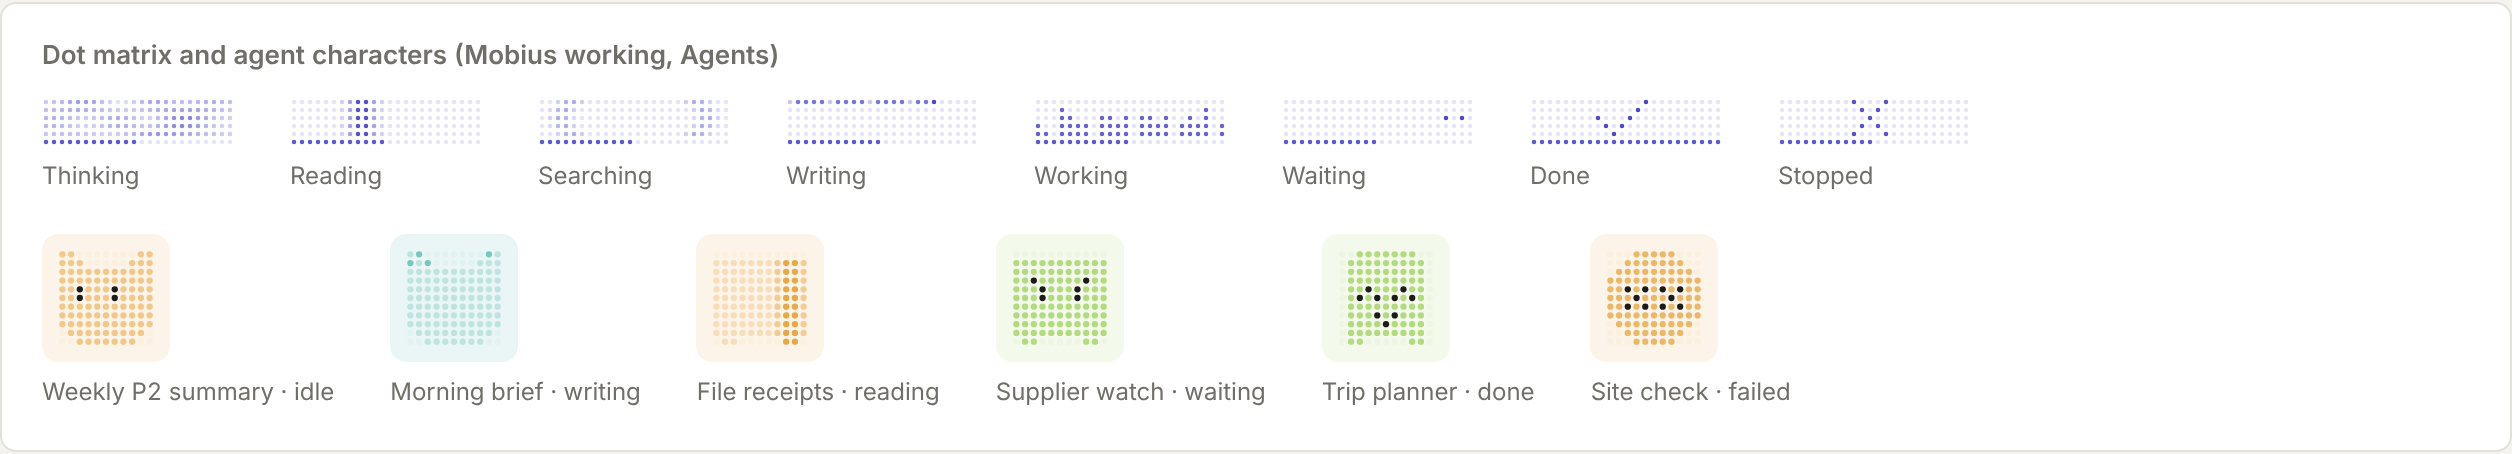 Dot matrix and agent characters (Mobius working, Agents)
Thinking
Reading
Searching
Writing
Working
Waiting
Done
Stopped
Weekly P2 summary · idle
Morning brief · writing
File receipts · reading
Supplier watch · waiting
Trip planner · done
Site check · failed